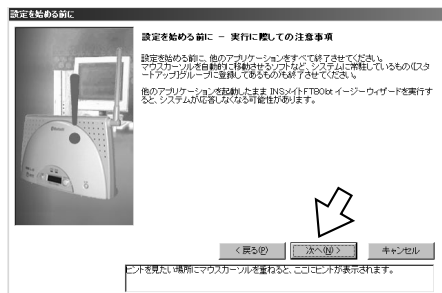 設定を始める前に
設定を始める前に － 実行に際しての注意事項
設定を始める前に、他のアプリケーションをすべて終了させてください。
マウスカーソルを自動的に移動させるソフトなど、システムに常駐しているもの([スタ
ートアップ]グループに登録してあるもの)も終了させてください。
他のアプリケーションを起動したまま INSメイトFT80bt イージーウィザードを実行す
ると、システムが応答しなくなる可能性があります。
< 戻る(P)
次へ(N) >
キャンセル
ヒントを見たい場所にマウスカーソルを重ねると、ここにヒントが表示されます。